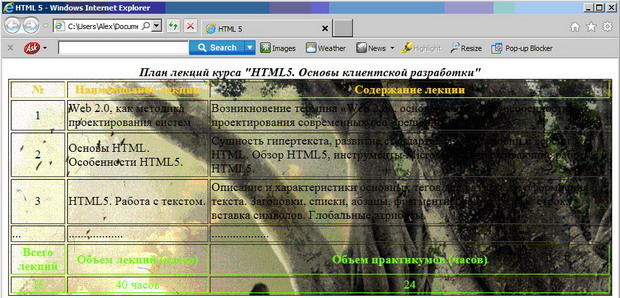 HTML 5 - Windows Internet Explorer
C:\Users\Alex\Docume
HTML 5
Ask
Search
Images
Weather
News
Highlight
Resize
Pop-up Blocker
План лекций курса "HTML5. Основы клиентской разработки"
№ Наименование лекции Содержание лекции
1 Web 2.0, как методика Возникновение термина «Web 2.0»,
проектирования систем проектирования современных
2 Основы HTML. Сущность гипертекста, развитие
Особенности HTML5. HTML. Обзор HTML5,
HTML5.
3 HTML5. Работа с текстом. Описание и характеристики основных тегов
текста. Заголовки, списки, абзацы,
вставка символов. Глобальные атрибуты.
... .................. ...................
Всего Объем лекций (часов) Объем практикумов (часов)
лекций
40 часов 24